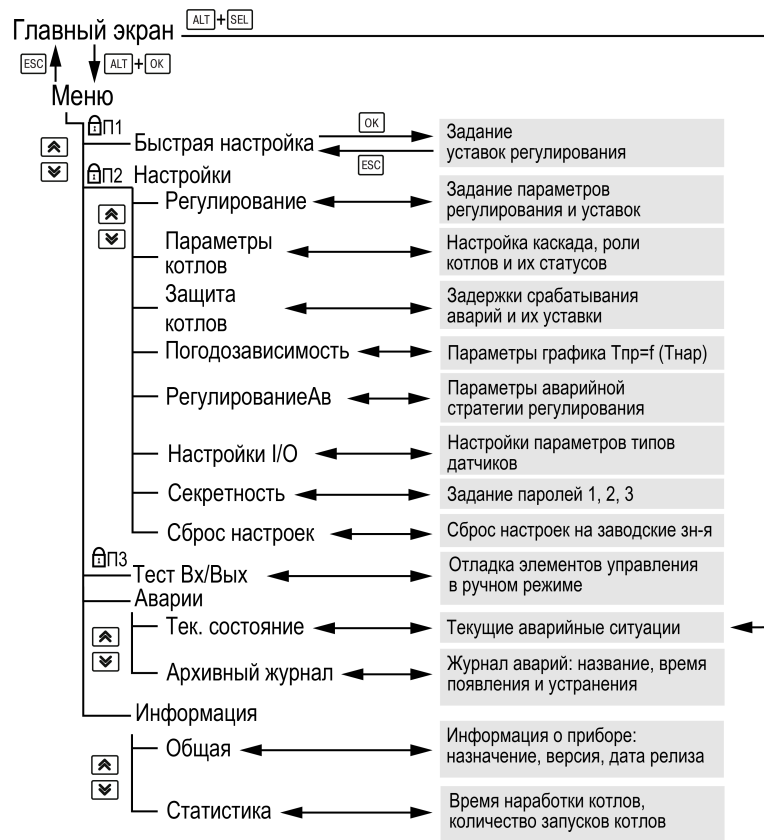 Главный экран ALT+SEL
ESC ALT+OK
Меню
П1
Быстрая настройка
OK
ESC
Задание
уставок регулирования
П2 Настройки
Регулирование
Задание параметров
регулирования и уставок
Параметры
котлов
Настройка каскада, роли
котлов и их статусов
Защита
котлов
Задержки срабатывания
аварий и их уставки
Погодозависимость
Параметры графика Тпр=f (Тнар)
РегулированиеАв
Параметры аварийной
стратегии регулирования
Настройки I/O
Настройки параметров типов
датчиков
Секретность
Задание паролей 1, 2, 3
Сброс настроек
Сброс настроек на заводские зн-я
П3
Тест Вх/Вых
Отладка элементов управления
в ручном режиме
Аварии
Тек. состояние
Текущие аварийные ситуации
Архивный журнал
Журнал аварий: название, время
появления и устранения
Информация
Общая
Информация о приборе:
назначение, версия, дата релиза
Статистика
Время наработки котлов,
количество запусков котлов